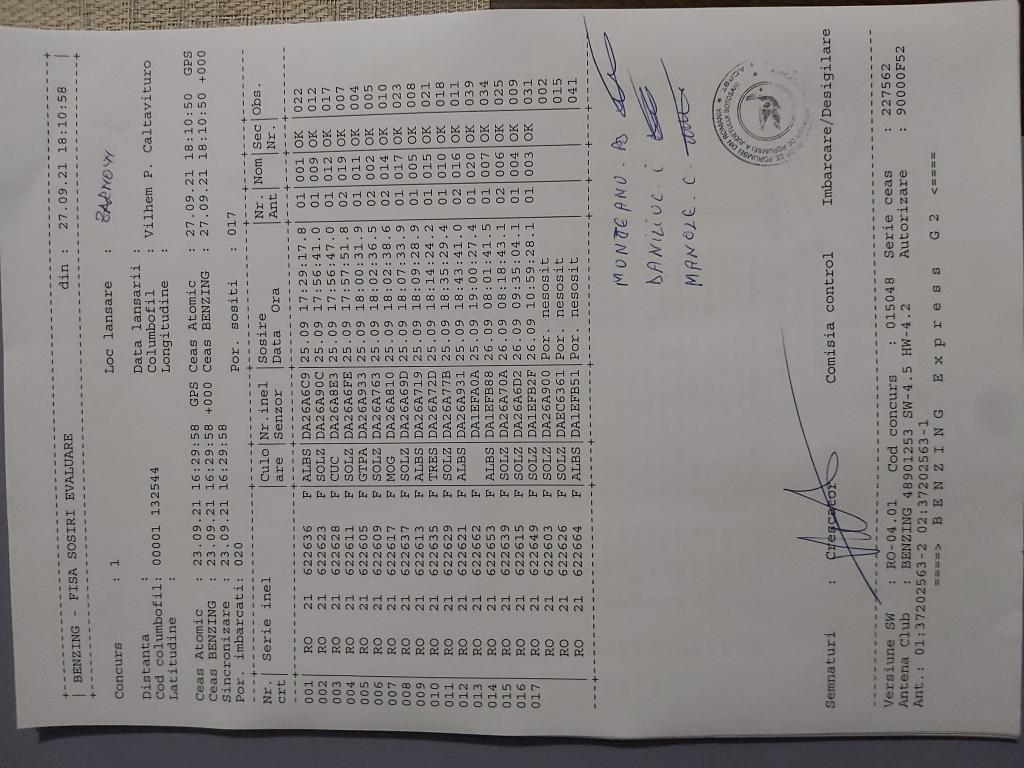 BENZING - FISA SOSIRI EVALUARE din : 27.09.21 18:10:58
Concurs : 1 Loc lansare :
Distanta : Data lansarii :
Cod columbofil: 00001 132544 Columbofil : Vilhem P. Caltavituro
Latitudine : Longitudine :
Ceas Atomic : 23.09.21 16:29:58 GPS Ceas Atomic : 27.09.21 18:10:50 GPS
Ceas BENZING : 23.09.21 16:29:58 +000 Ceas BENZING : 27.09.21 18:10:50 +000
Sincronizare : 23.09.21 16:29:58
Por. imbarcati: 020 Por. sositi : 017
Nr. | Serie inel |Culo|Nr inel |Sosire |Nr. |Nom |Sec|Obs.
crt | |are |Senzor |Data Ora |Ant | |Nr.|
001 RO 21 622636 F ALBS DA26A6C9 25.09 17:29:17.8 01 001 OK 022
002 RO 21 622623 F SOLZ DA26A90C 25.09 17:56:41.0 01 009 OK 012
003 RO 21 622628 F CUC DA26A8E3 25.09 17:56:47.0 01 012 OK 017
004 RO 21 622611 F SOLZ DA26A6FE 25.09 17:57:51.8 02 019 OK 007
005 RO 21 622605 F GTPA DA26A933 25.09 18:00:31.9 01 011 OK 004
006 RO 21 622609 F SOLZ DA26A763 25.09 18:02:36.5 02 002 OK 005
007 RO 21 622617 F MOG DA26A810 25.09 18:02:38.6 02 014 OK 010
008 RO 21 622637 F SOLZ DA26A69D 25.09 18:07:33.9 02 017 OK 023
009 RO 21 622613 F ALBS DA26A719 25.09 18:09:28.9 01 005 OK 008
010 RO 21 622635 F TRES DA26A72D 25.09 18:14:24.2 01 015 OK 021
011 RO 21 622629 F SOLZ DA26A77B 25.09 18:35:29.4 01 010 OK 018
012 RO 21 622621 F ALBS DA26A931 25.09 18:43:41.0 02 016 OK 011
013 RO 21 622662 F DA1EFA0A 25.09 19:00:27.4 01 020 OK 039
014 RO 21 622653 F ALBS DA1EFB88 26.09 08:01:41.5 01 007 OK 034
015 RO 21 622639 F SOLZ DA26A70A 26.09 08:18:43.1 02 006 OK 025
016 RO 21 622615 F SOLZ DA26A6D2 26.09 09:35:04.1 01 004 OK 009
017 RO 21 622649 F SOLZ DA1EFB2F 26.09 10:59:28.1 01 003 OK 031
RO 21 622603 F SOLZ DA26A900 Por. nesosit 002
RO 21 622626 F SOLZ DAEC6361 Por. nesosit 015
RO 21 622664 F ALBS DA1EFB51 Por. nesosit 041
MUNTEANU.
DANILIUC. i
MANOLE. C.
Semnaturi : Crescator Comisia control Imbarcare/Desigilare
Versiune SW : RO-04.01 Cod concurs : 015048 Serie ceas : 227562
Antena Club : BENZING 48901253 SW-4.5 HW-4.2 Autorizare : 90000F52
Ant.: 01:37202563-2 02:37202563-1
====> B E N Z I N G E x p r e s s G 2 <====